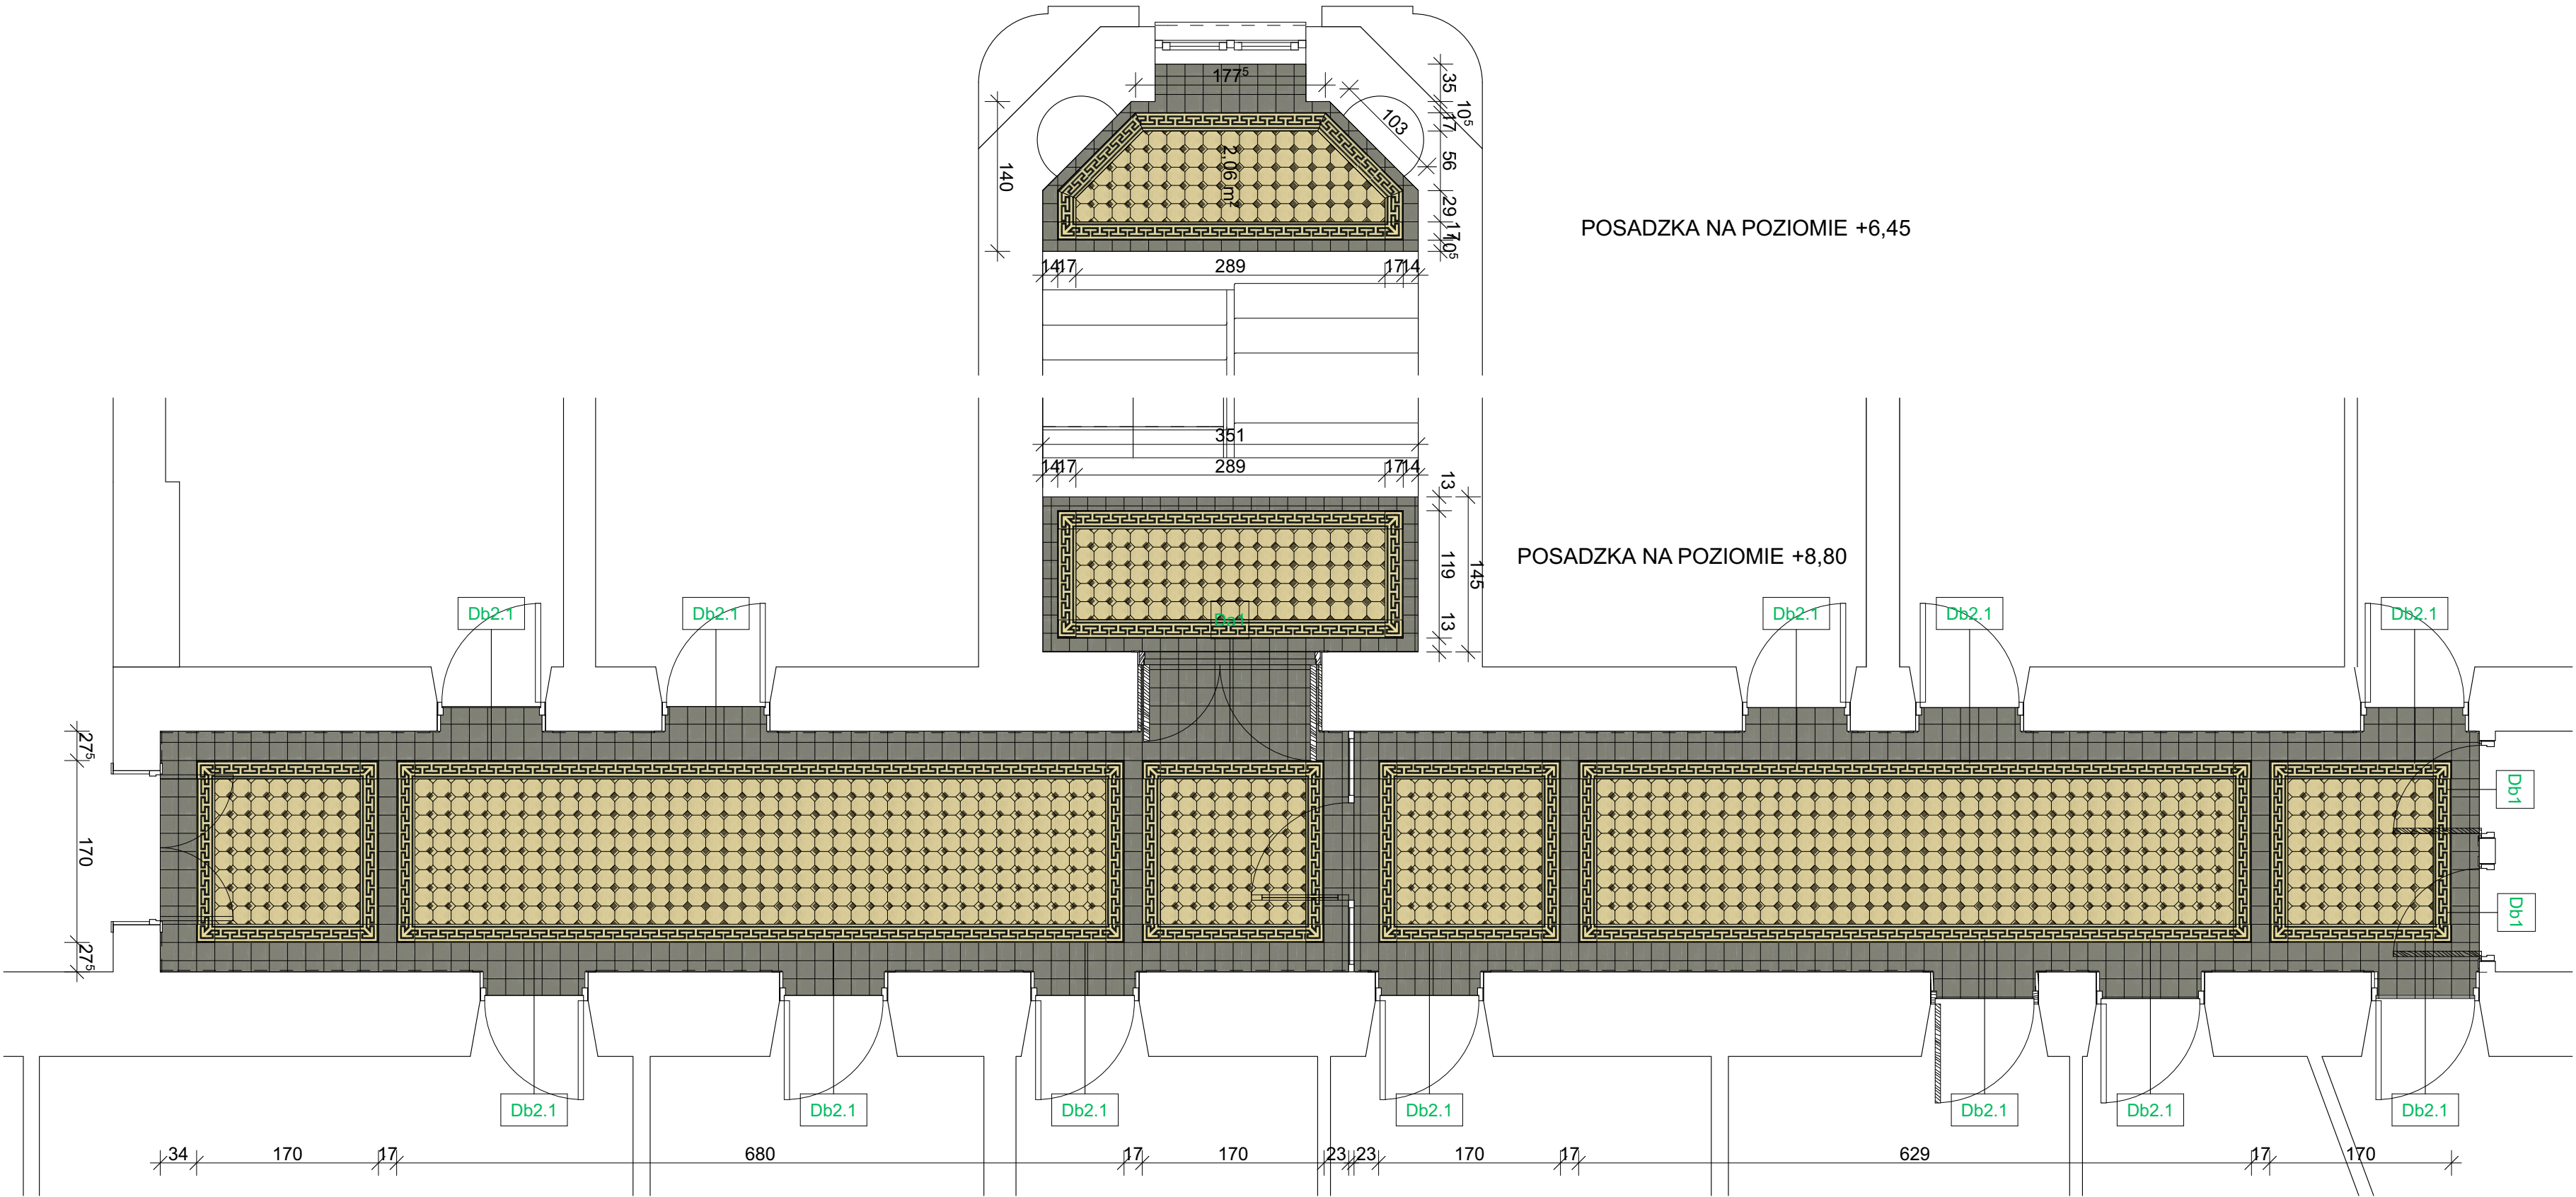 177⁵
35
10⁵
17
103
56
140
2,06 m²
29
17
10⁵
POSADZKA NA POZIOMIE +6,45
14
17
289
17
14
351
14
17
289
17
14
13
119
145
13
POSADZKA NA POZIOMIE +8,80
Db2.1
Db2.1
Db2.1
Db2.1
Db2.1
27⁵
170
27⁵
Db1
Db1
Db2.1
Db2.1
Db2.1
Db2.1
Db2.1
Db2.1
Db2.1
34
170
17
680
17
170
23
23
170
17
629
17
170